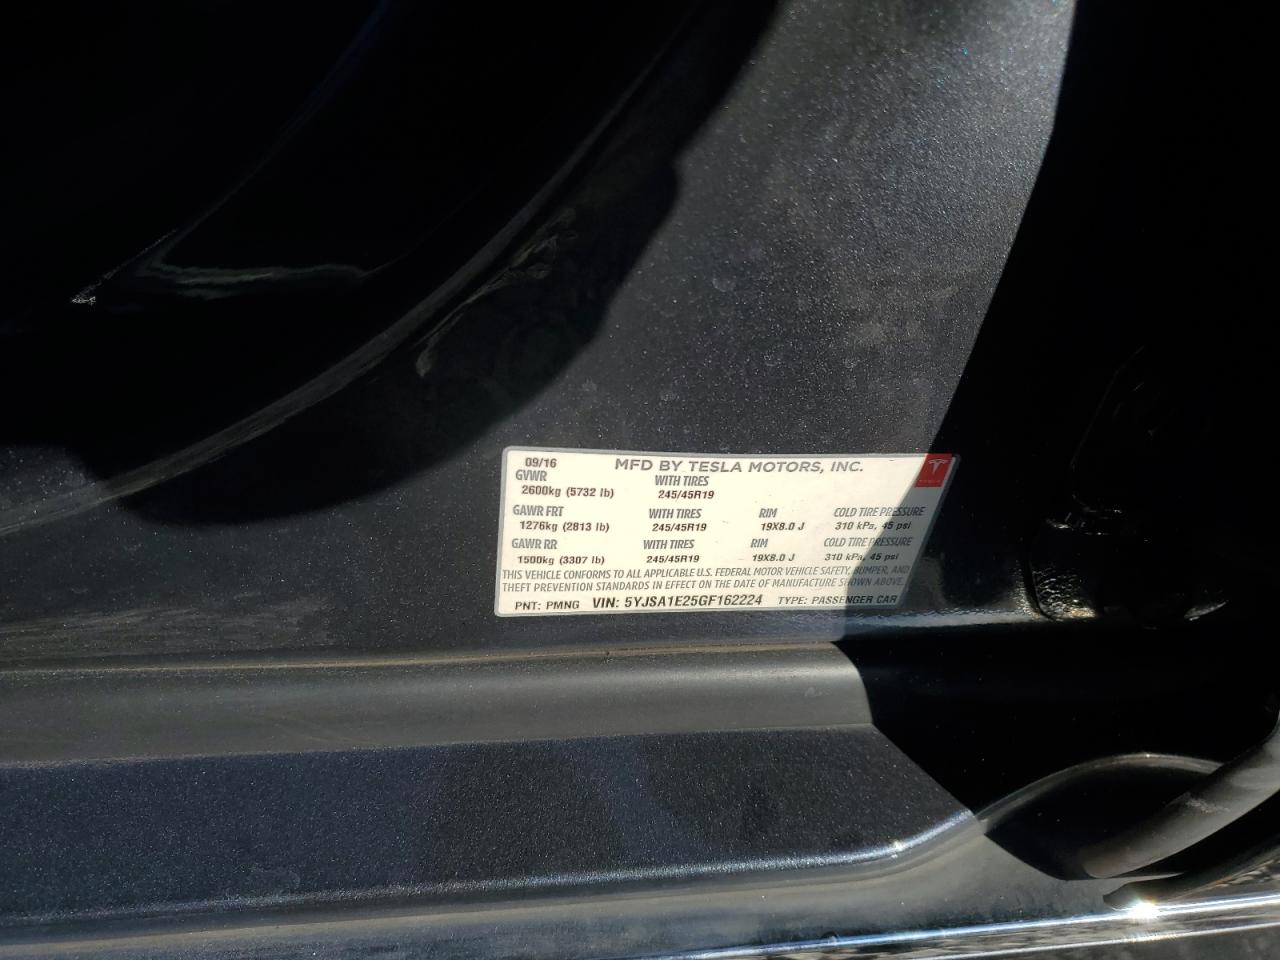 09/16 MFD BY TESLA MOTORS, INC.
GVWR WITH TIRES
2600kg (5732 lb) 245/45R19
TESLA
GAWR FRT WITH TIRES RIM COLD TIRE PRESSURE
1276kg (2813 lb) 245/45R19 19X8.0 J 310 kPa, 45 psi
GAWR RR WITH TIRES RIM COLD TIRE PRESSURE
1500kg (3307 lb) 245/45R19 19X8.0 J 310 kPa, 45 psi
THIS VEHICLE CONFORMS TO ALL APPLICABLE U.S. FEDERAL MOTOR VEHICLE SAFETY, BUMPER, AND
THEFT PREVENTION STANDARDS IN EFFECT ON THE DATE OF MANUFACTURE SHOWN ABOVE.
PNT: PMNG VIN: 5YJSA1E25GF162224 TYPE: PASSENGER CAR